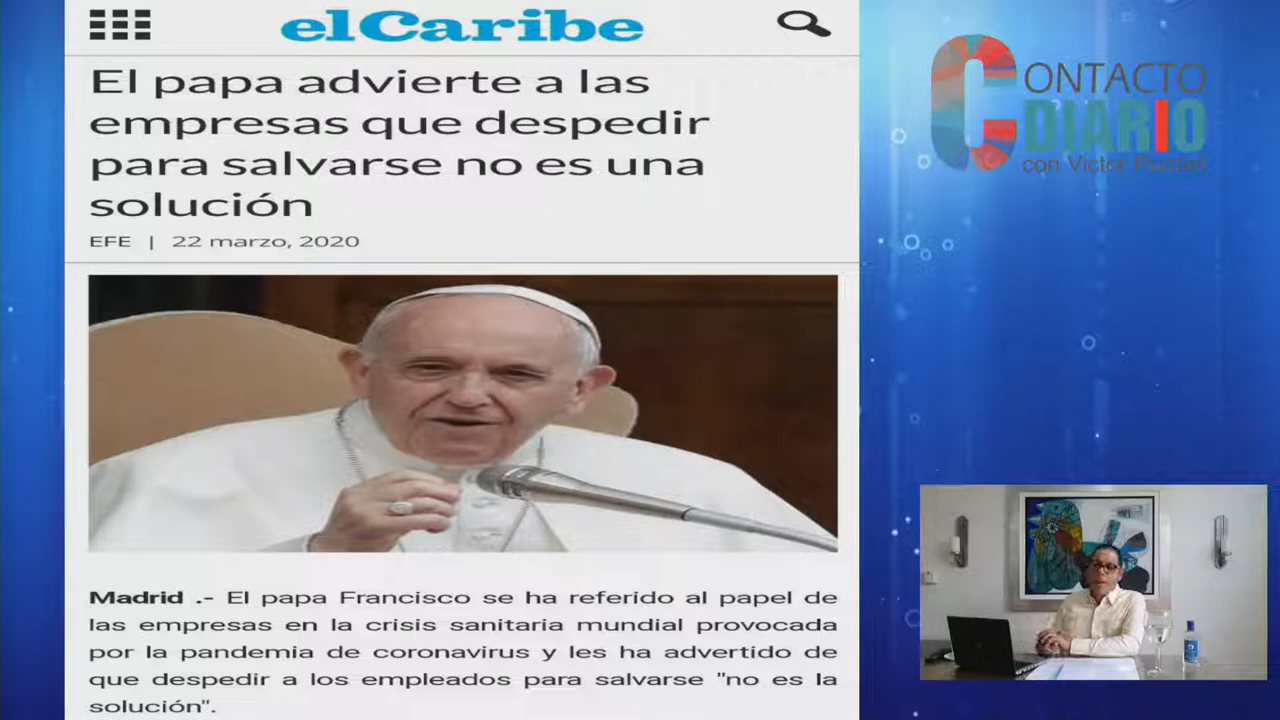 elCaribe
El papa advierte a las
empresas que despedir
para salvarse no es una
solución
EFE | 22 marzo, 2020
Madrid .- El papa Francisco se ha referido al papel de
las empresas en la crisis sanitaria mundial provocada
por la pandemia de coronavirus y les ha advertido de
que despedir a los empleados para salvarse "no es la
solución".
CONTACTO
DIARIO
con Victor